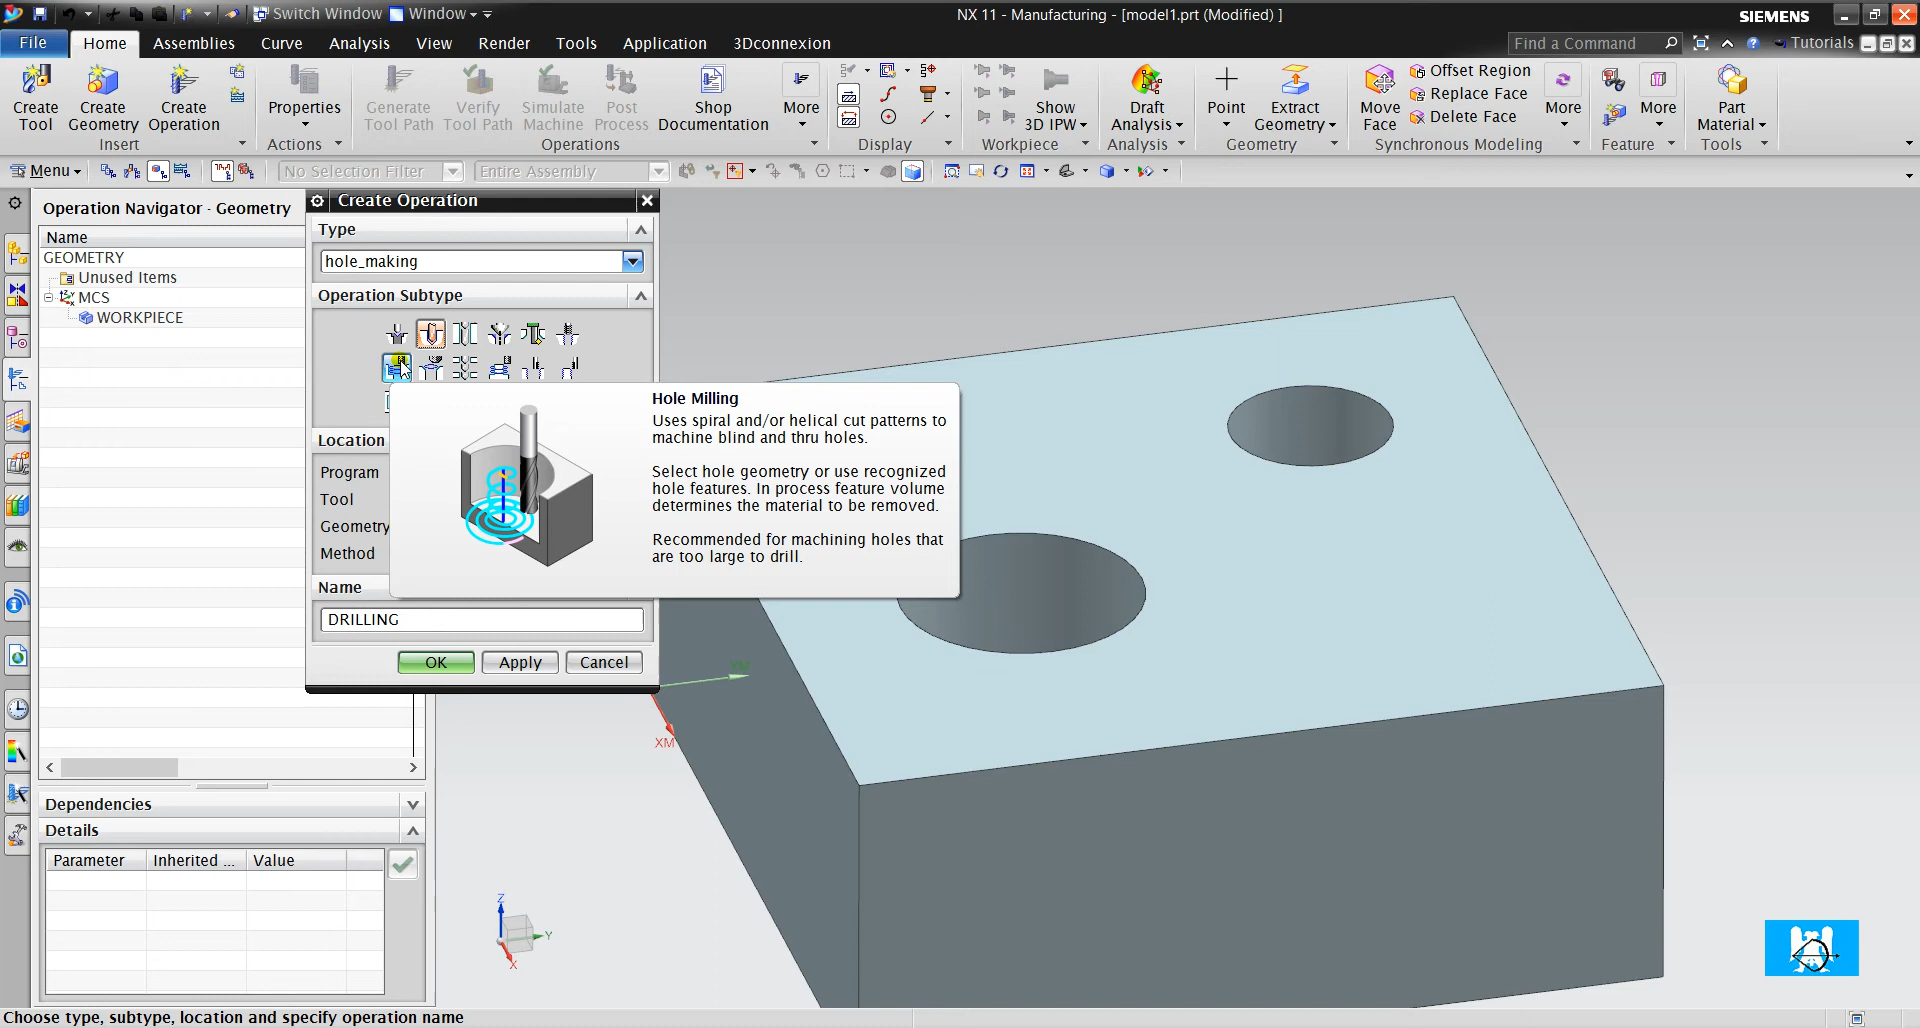 Switch Window
Window
NX 11 - Manufacturing - [model1.prt (Modified) ]
SIEMENS
File
Home
Assemblies
Curve
Analysis
View
Render
Tools
Application
3Dconnexion
Find a Command
Tutorials
Create Tool
Create Geometry
Create Operation
Properties
Generate Tool Path
Verify Tool Path
Simulate Machine
Post Process
Shop Documentation
More
Show 3D IPW
Draft Analysis
Point
Extract Geometry
Move Face
Offset Region
Replace Face
Delete Face
More
More
Part Material
Insert
Actions
Operations
Display
Workpiece
Analysis
Geometry
Synchronous Modeling
Feature
Tools
Menu
No Selection Filter
Entire Assembly
Operation Navigator - Geometry
Name
GEOMETRY
Unused Items
MCS
WORKPIECE
Create Operation
Type
hole_making
Operation Subtype
Location
Program
Tool
Geometry
Method
Name
DRILLING
OK
Apply
Cancel
Hole Milling
Uses spiral and/or helical cut patterns to
machine blind and thru holes.
Select hole geometry or use recognized
hole features. In process feature volume
determines the material to be removed.
Recommended for machining holes that
are too large to drill.
YM
XM
Dependencies
Details
Parameter
Inherited ...
Value
Z
Y
X
Choose type, subtype, location and specify operation name